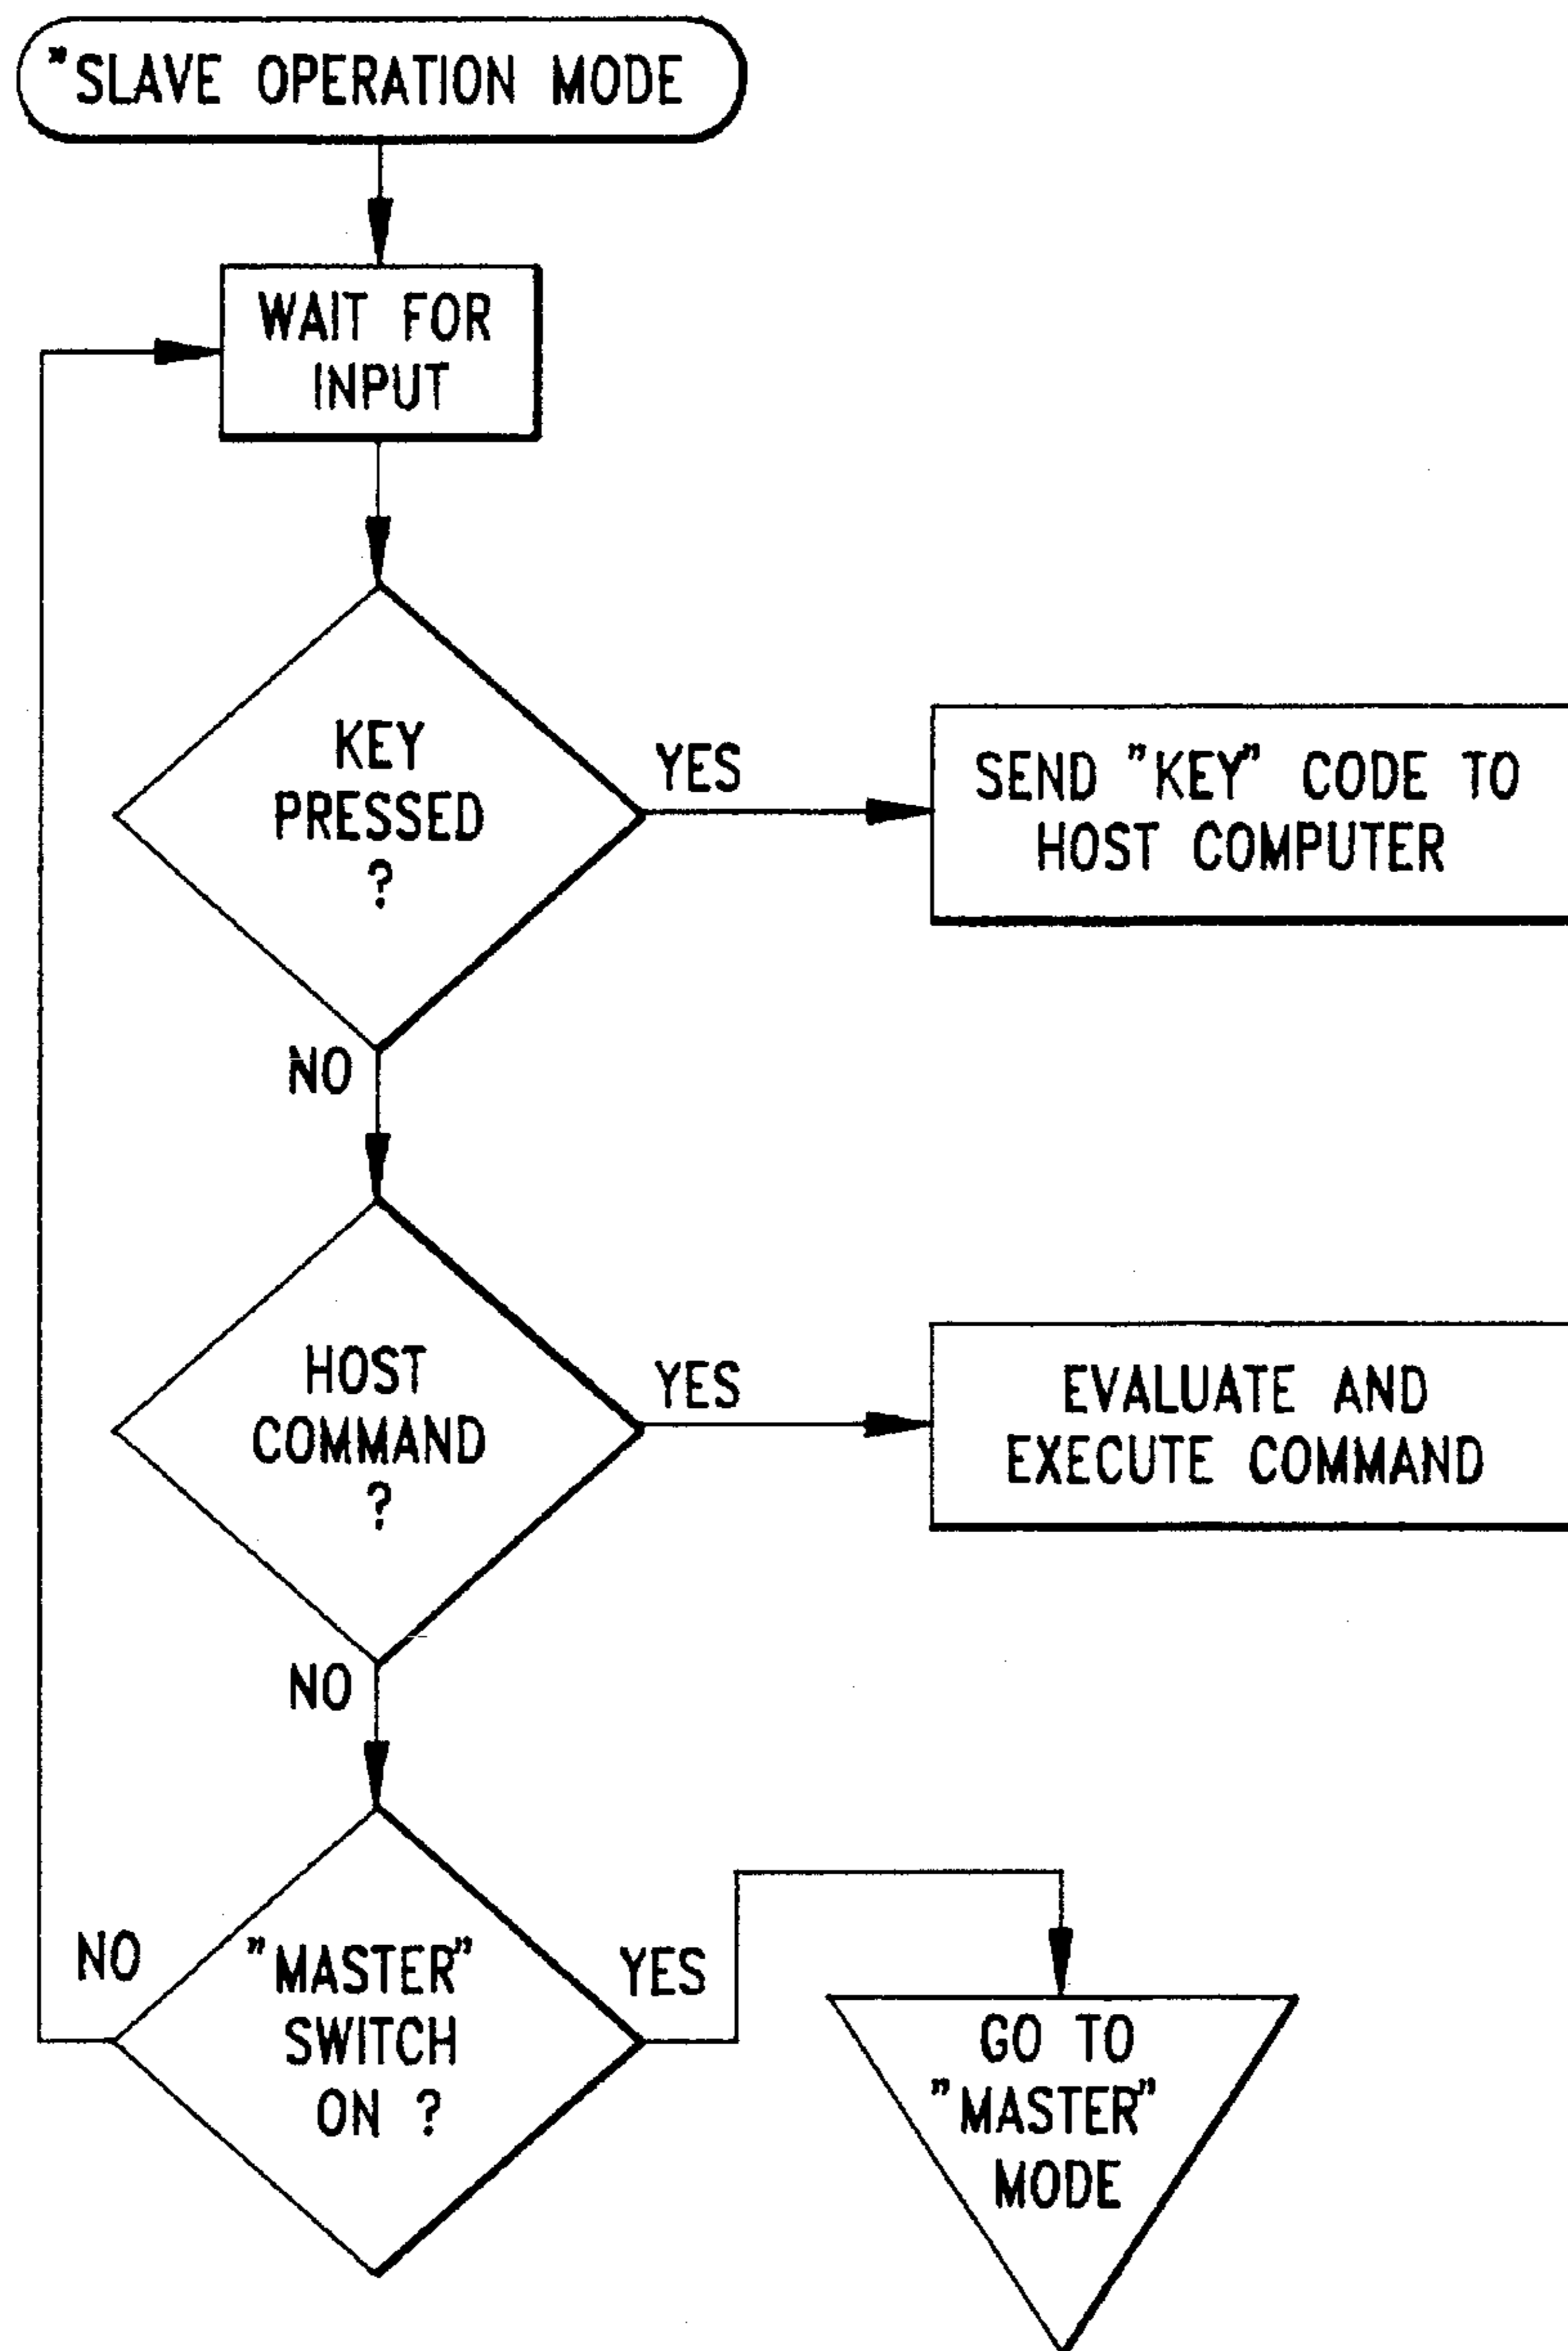 "SLAVE OPERATION MODE
WAIT FOR
INPUT
KEY
PRESSED
?
YES
SEND "KEY" CODE TO
HOST COMPUTER
NO
HOST
COMMAND
?
YES
EVALUATE AND
EXECUTE COMMAND
NO
NO
"MASTER"
SWITCH
ON ?
YES
GO TO
"MASTER"
MODE